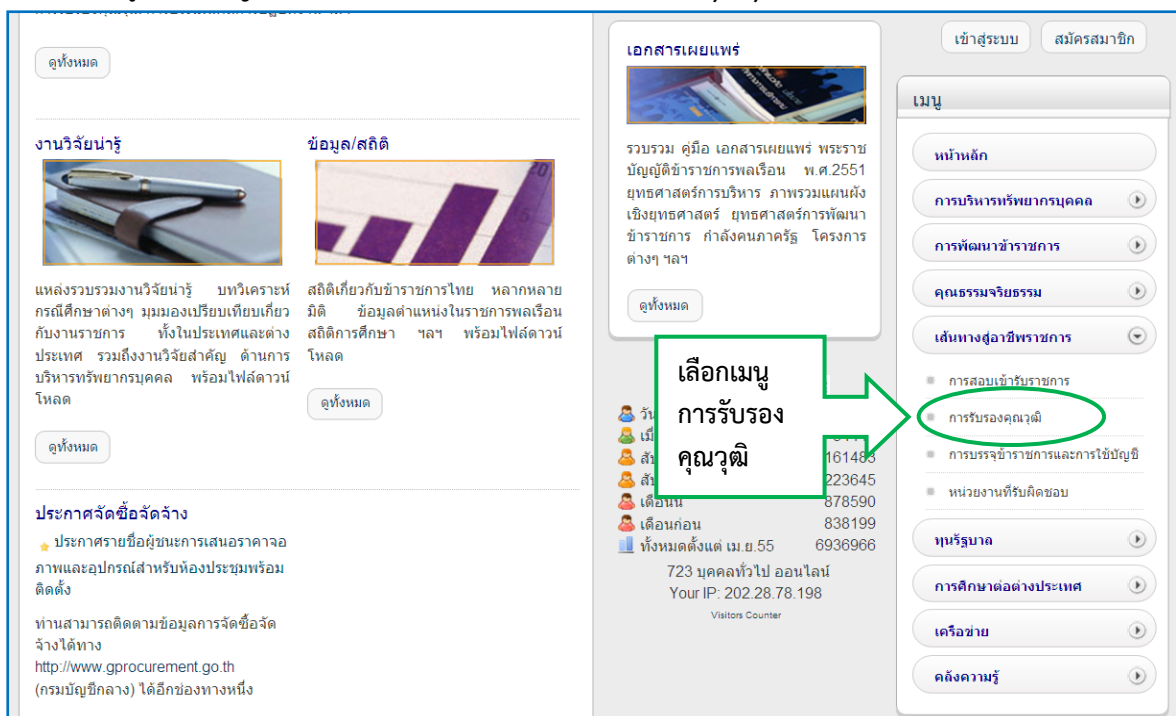 ดูทั้งหมด
งานวิจัยน่ารู้
แหล่งรวบรวมงานวิจัยน่ารู้ บทวิเคราะห์
กรณีศึกษาต่างๆ มุมมองเปรียบเทียบเกี่ยว
กับงานราชการ ทั้งในประเทศและต่าง
ประเทศ รวมถึงงานวิจัยสำคัญ ด้านการ
บริหารทรัพยากรบุคคล พร้อมไฟล์ดาวน์
โหลด
ดูทั้งหมด
ข้อมูล/สถิติ
20
สถิติเกี่ยวกับข้าราชการไทย หลากหลาย
มิติ ข้อมูลตำแหน่งในราชการพลเรือน
สถิติการศึกษา ฯลฯ พร้อมไฟล์ดาวน์
โหลด
ดูทั้งหมด
ประกาศจัดซื้อจัดจ้าง
ประกาศรายชื่อผู้ชนะการเสนอราคาจอ
ภาพและอุปกรณ์สำหรับห้องประชุมพร้อม
ติดตั้ง
ท่านสามารถติดตามข้อมูลการจัดซื้อจัด
จ้างได้ทาง
http://www.gprocurement.go.th
(กรมบัญชีกลาง) ได้อีกช่องทางหนึ่ง
เอกสารเผยแพร่
รวบรวม คู่มือ เอกสารเผยแพร่ พระราช
บัญญัติข้าราชการพลเรือน พ.ศ.2551
ยุทธศาสตร์การบริหาร ภาพรวมแผนผัง
เชิงยุทธศาสตร์ ยุทธศาสตร์การพัฒนา
ข้าราชการ กำลังคนภาครัฐ โครงการ
ต่างๆ ฯลฯ
ดูทั้งหมด
เลือกเมนู
การรับรอง
คุณวุฒิ
161483
223645
เดือนนี้ 878590
เดือนก่อน 838199
ทั้งหมดตั้งแต่ เม.ย.55 6936966
723 บุคคลทั่วไป ออนไลน์
Your IP: 202.28.78.198
Visitors Counter
เข้าสู่ระบบ สมัครสมาชิก
เมนู
หน้าหลัก
การบริหารทรัพยากรบุคคล
การพัฒนาข้าราชการ
คุณธรรมจริยธรรม
เส้นทางสู่อาชีพราชการ
การสอบเข้ารับราชการ
การรับรองคุณวุฒิ
การบรรจุข้าราชการและการใช้บัญชี
หน่วยงานที่รับผิดชอบ
ทุนรัฐบาล
การศึกษาต่อต่างประเทศ
เครือข่าย
คลังความรู้